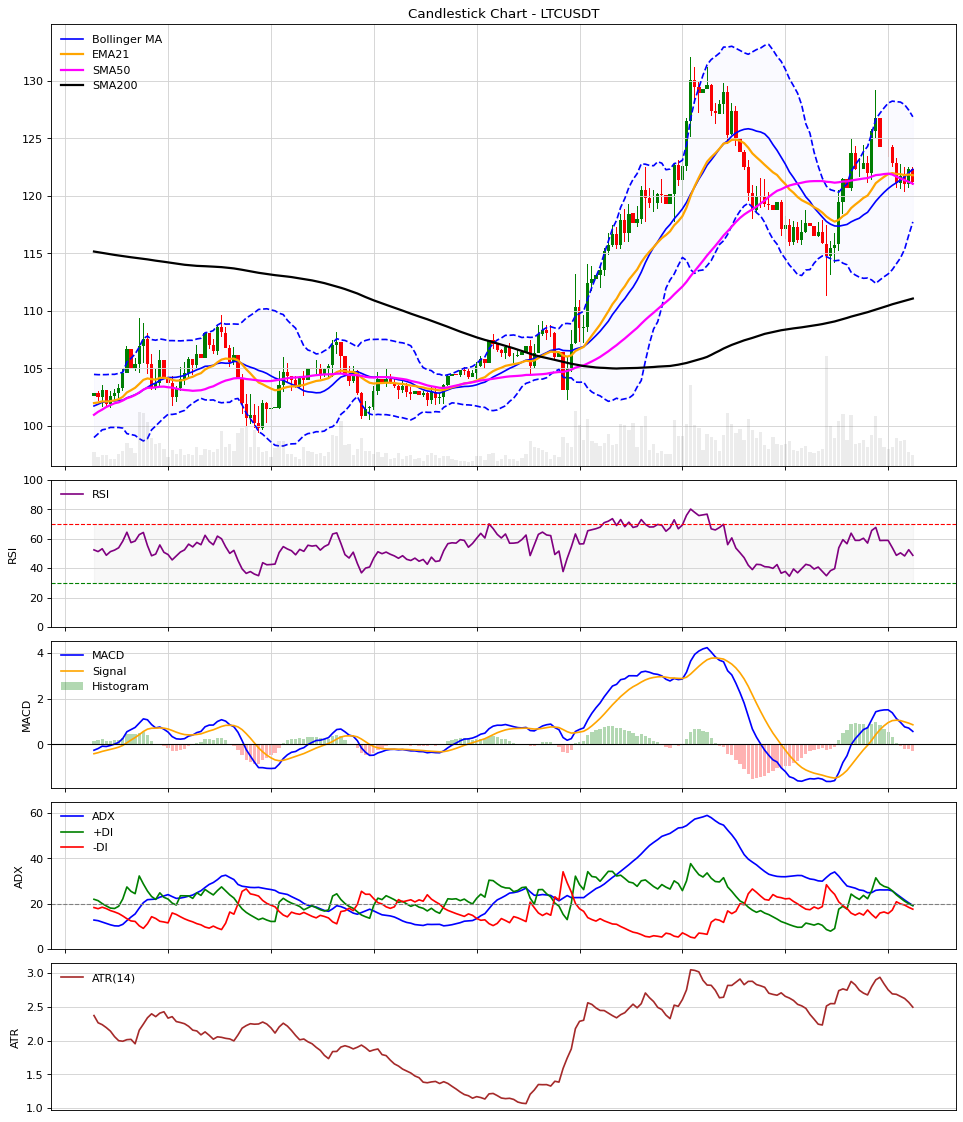 Candlestick Chart - LTCUSDT
Bollinger MA
EMA21
SMA50
SMA200
130
125
120
115
110
105
100
RSI
100
80
60
40
20
0
RSI
MACD
Signal
Histogram
4
2
0
MACD
ADX
+DI
-DI
60
40
20
0
ADX
ATR(14)
3.0
2.5
2.0
1.5
1.0
ATR